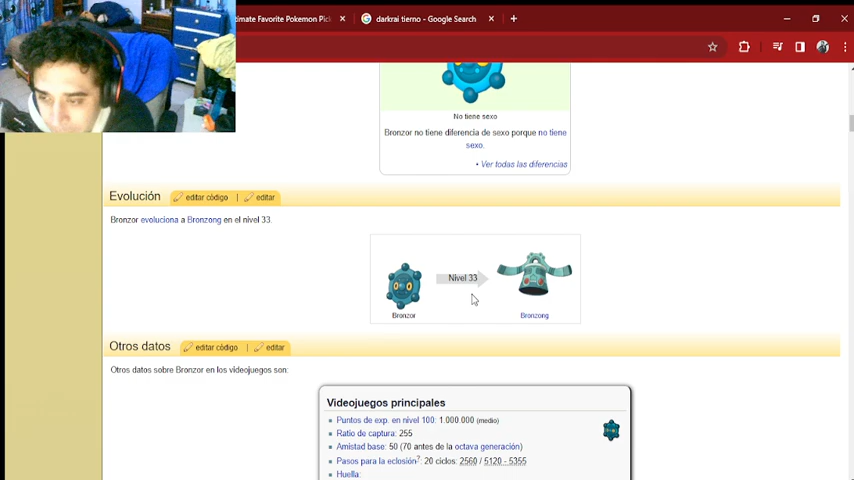 timate Favorite Pokemon Pick
darkrai tierno - Google Search
No tiene sexo
Bronzor no tiene diferencia de sexo porque no tiene
sexo.
• Ver todas las diferencias
Evolución editar código | editar
Bronzor evoluciona a Bronzong en el nivel 33.
Nivel 33
Bronzor
Bronzong
Otros datos editar código | editar
Otros datos sobre Bronzor en los videojuegos son:
Videojuegos principales
Puntos de exp. en nivel 100: 1.000.000 (medio)
Ratio de captura: 255
Amistad base: 50 (70 antes de la octava generación)
Pasos para la eclosión?: 20 ciclos: 2560 / 5120 - 5355
Huella: